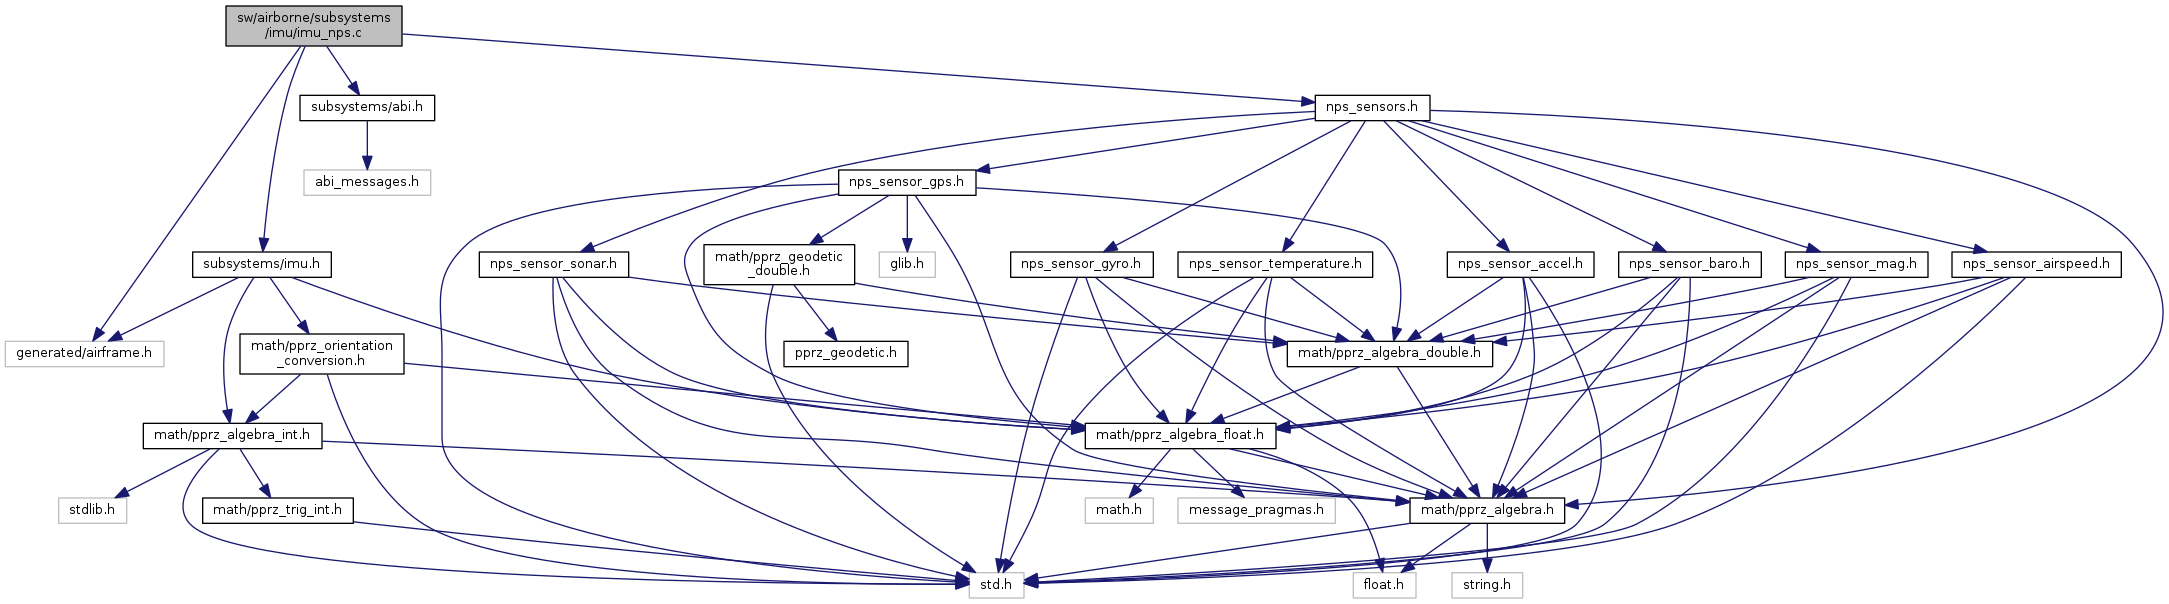 sw/airborne/subsystems
/imu/imu_nps.c
subsystems/abi.h
nps_sensors.h
abi_messages.h
nps_sensor_gps.h
subsystems/imu.h
nps_sensor_sonar.h
math/pprz_geodetic
_double.h
glib.h
nps_sensor_gyro.h
nps_sensor_temperature.h
nps_sensor_accel.h
nps_sensor_baro.h
nps_sensor_mag.h
nps_sensor_airspeed.h
generated/airframe.h
math/pprz_orientation
_conversion.h
pprz_geodetic.h
math/pprz_algebra_double.h
math/pprz_algebra_int.h
math/pprz_algebra_float.h
stdlib.h
math/pprz_trig_int.h
math.h
message_pragmas.h
math/pprz_algebra.h
std.h
float.h
string.h